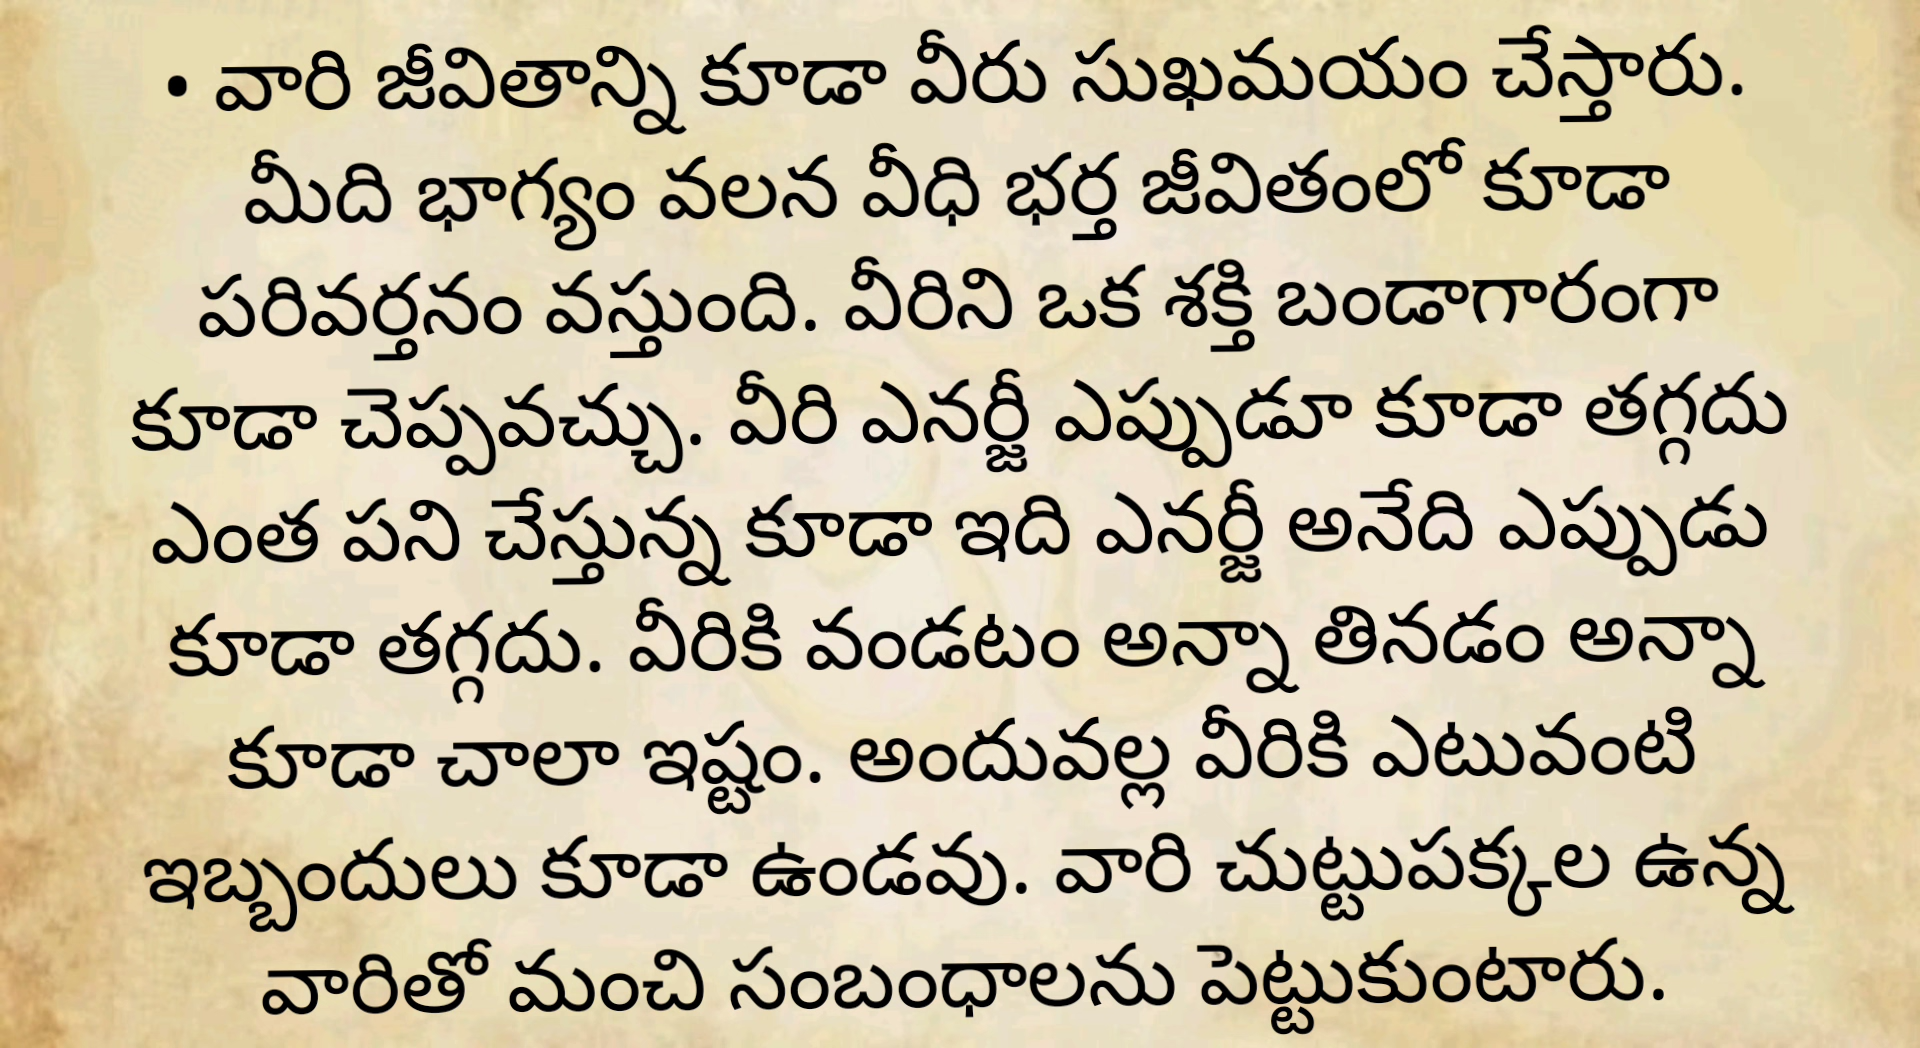 • వారి జీవితాన్ని కూడా వీరు సుఖమయం చేస్తారు.
మీది భాగ్యం వలన వీధి భర్త జీవితంలో కూడా
పరివర్తనం వస్తుంది. వీరిని ఒక శక్తి బండాగారంగా
కూడా చెప్పవచ్చు. వీరి ఎనర్జీ ఎప్పుడూ కూడా తగ్గదు
ఎంత పని చేస్తున్న కూడా ఇది ఎనర్జీ అనేది ఎప్పుడు
కూడా తగ్గదు. వీరికి వండటం అన్నా తినడం అన్నా
కూడా చాలా ఇష్టం. అందువల్ల వీరికి ఎటువంటి
ఇబ్బందులు కూడా ఉండవు. వారి చుట్టుపక్కల ఉన్న
వారితో మంచి సంబంధాలను పెట్టుకుంటారు.